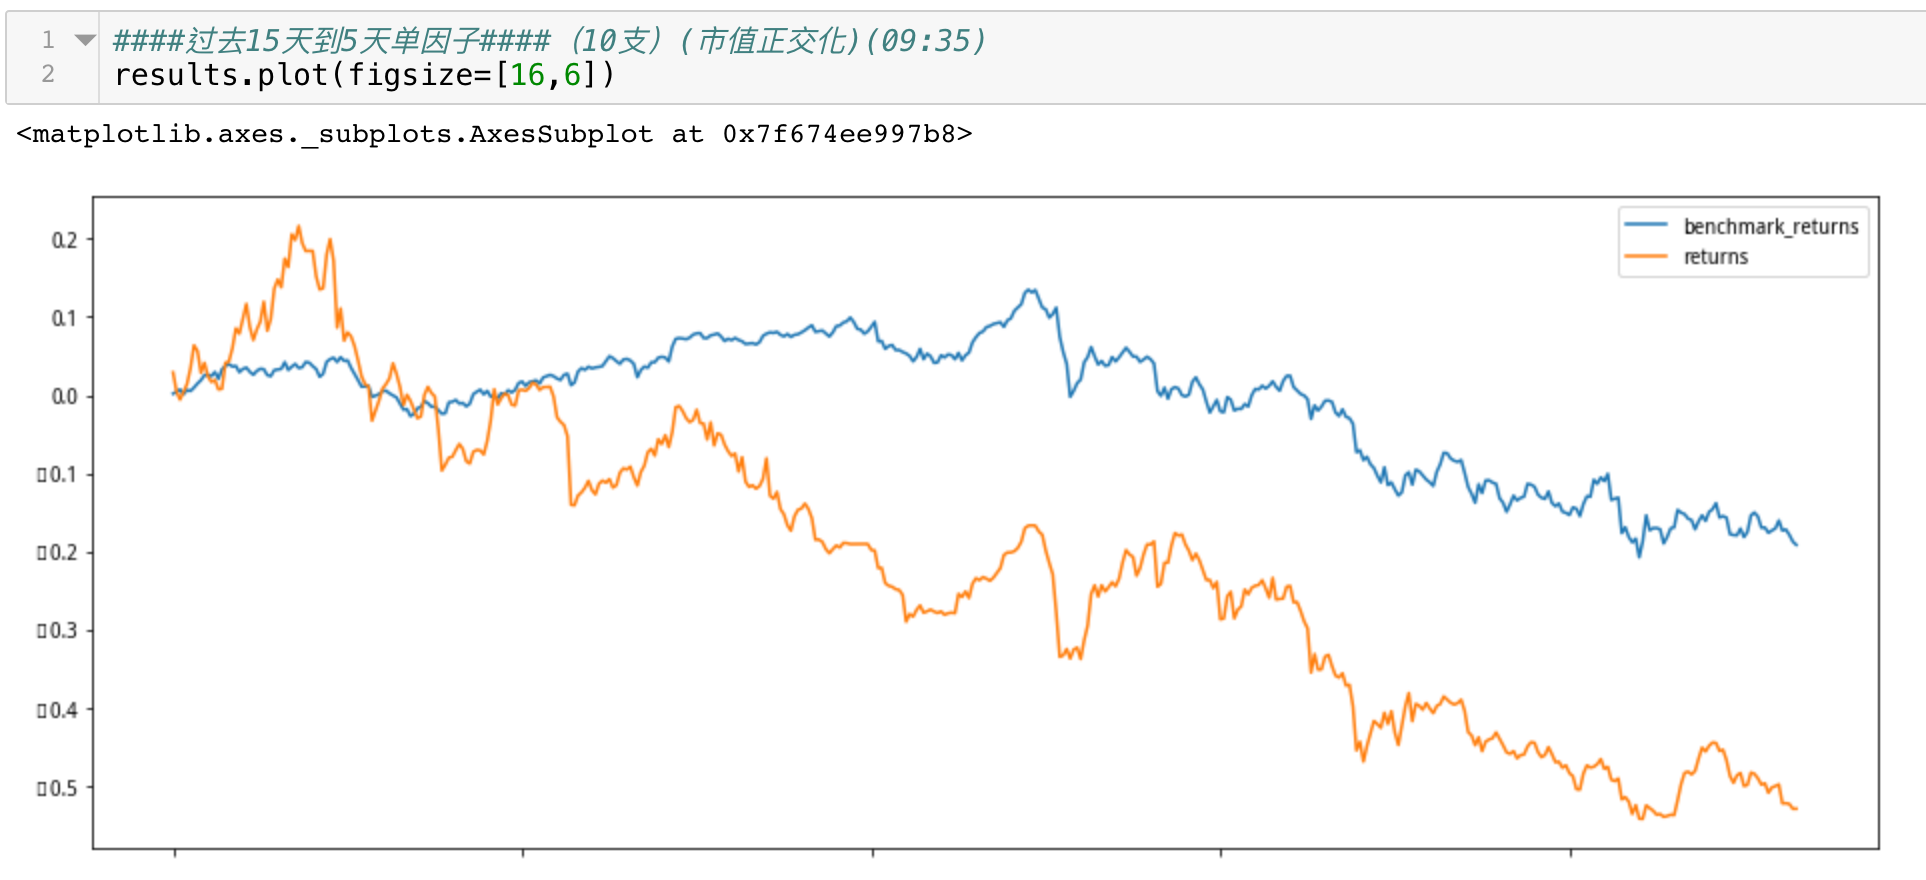 1 ####过去15天到5天单因子####（10支）(市值正交化)(09:35)
2 results.plot(figsize=[16,6])
<matplotlib.axes._subplots.AxesSubplot at 0x7f674ee997b8>
benchmark_returns
returns
0.2
0.1
0.0
▯0.1
▯0.2
▯0.3
▯0.4
▯0.5